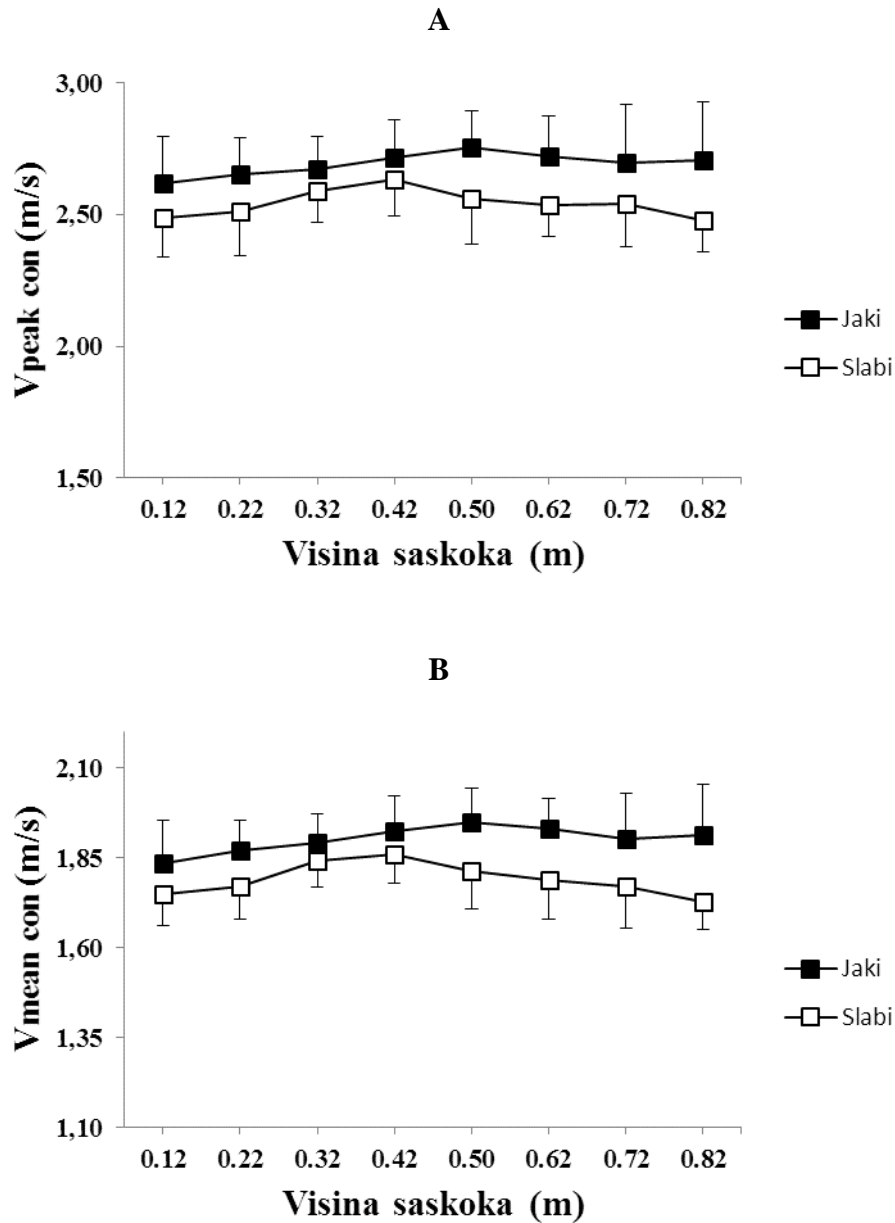 A
Vpeak con (m/s)
3,00
2,50
2,00
1,50
0.12 0.22 0.32 0.42 0.50 0.62 0.72 0.82
Visina saskoka (m)
Jaki
Slabi
B
Vmean con (m/s)
2,10
1,85
1,60
1,35
1,10
0.12 0.22 0.32 0.42 0.50 0.62 0.72 0.82
Visina saskoka (m)
Jaki
Slabi